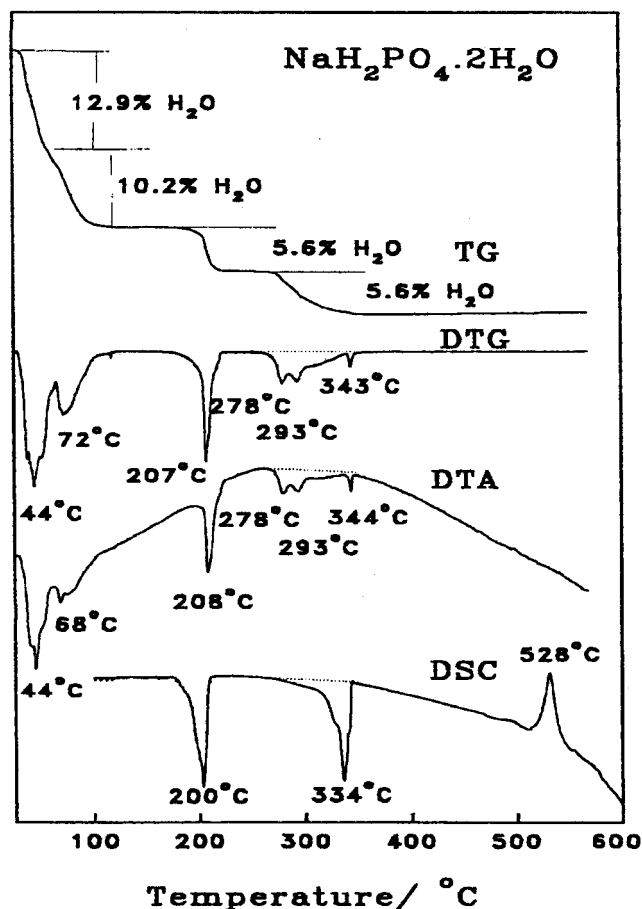 NaH₂PO₄.2H₂O
12.9% H₂O
10.2% H₂O
5.6% H₂O
TG
5.6% H₂O
DTG
343°C
278°C
72°C
293°C
207°C
DTA
44°C
278°C
344°C
293°C
208°C
68°C
528°C
DSC
44°C
200°C
334°C
100 200 300 400 500 600
Temperature/ °C